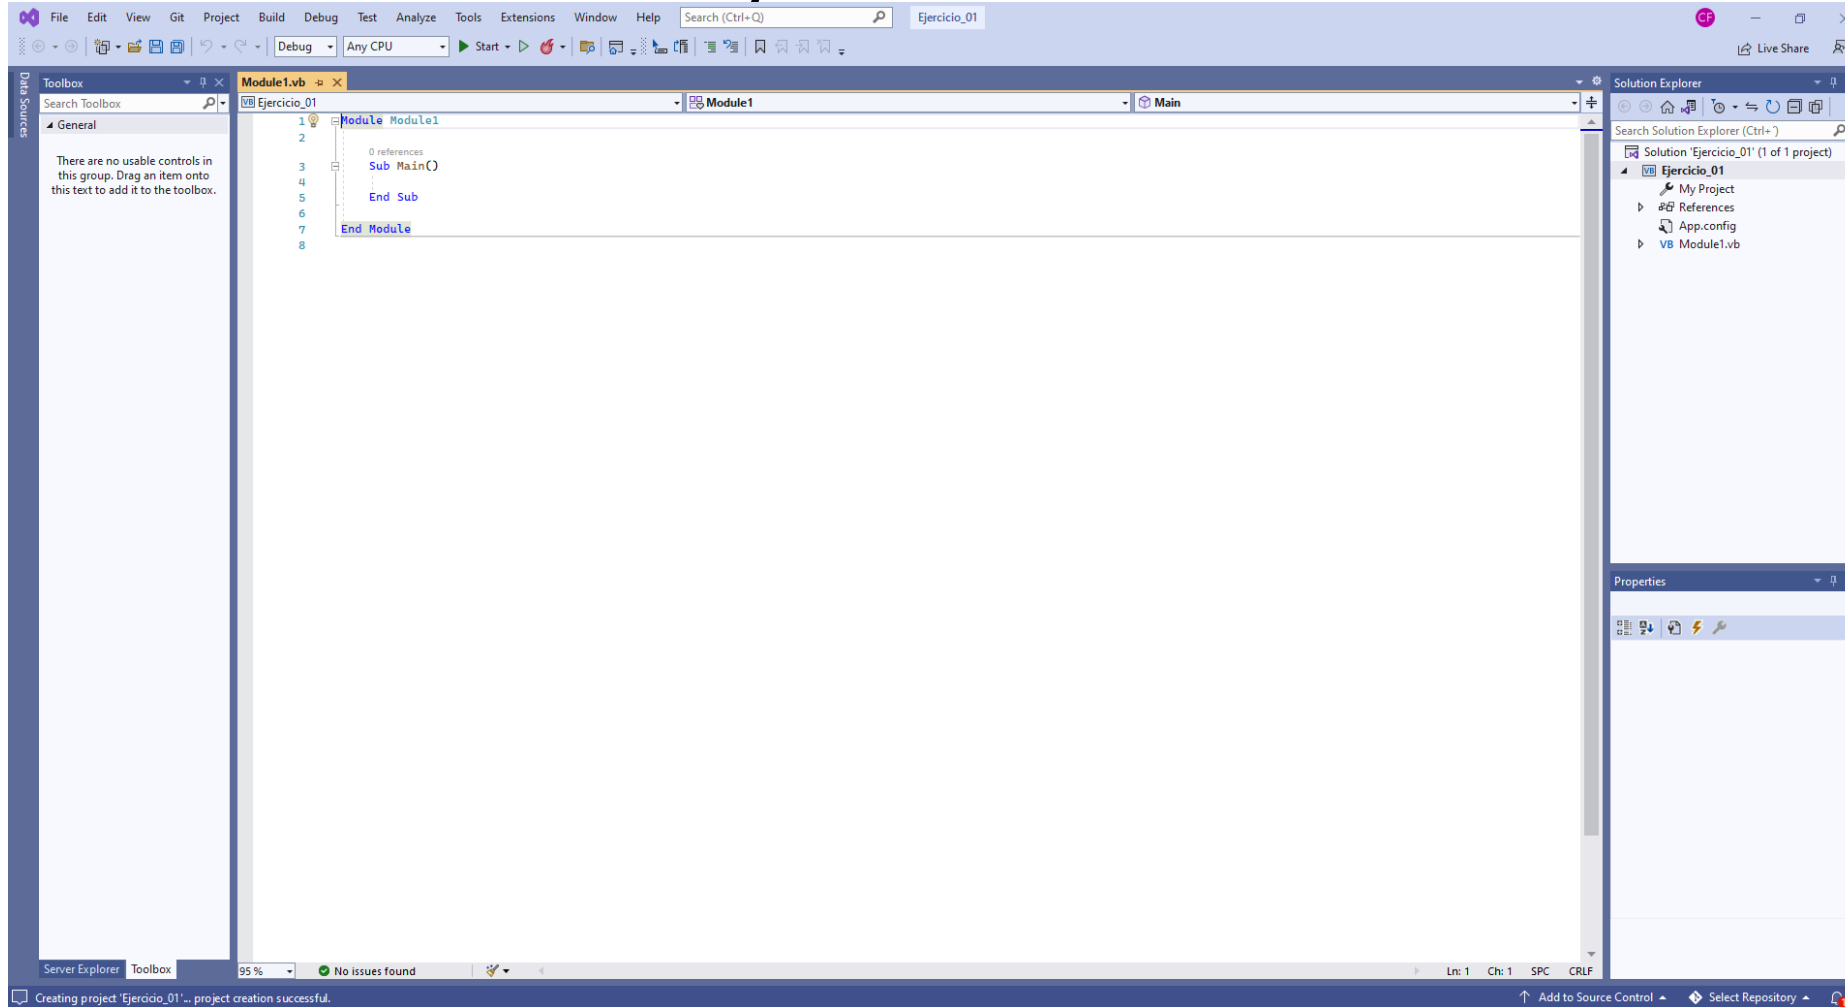 File Edit View Git Project Build Debug Test Analyze Tools Extensions Window Help Search (Ctrl+Q) Ejercicio_01 CF
Debug Any CPU Start Live Share
Data Sources
Toolbox
Search Toolbox
General
There are no usable controls in
this group. Drag an item onto
this text to add it to the toolbox.
Server Explorer Toolbox
Module1.vb
VB Ejercicio_01 Module1 Main
1 Module Module1
2
0 references
3 Sub Main()
4
5 End Sub
6
7 End Module
8
95 % No issues found Ln: 1 Ch: 1 SPC CRLF
Solution Explorer
Search Solution Explorer (Ctrl+´)
Solution 'Ejercicio_01' (1 of 1 project)
VB Ejercicio_01
My Project
References
App.config
VB Module1.vb
Properties
Creating project 'Ejercicio_01'... project creation successful. Add to Source Control Select Repository